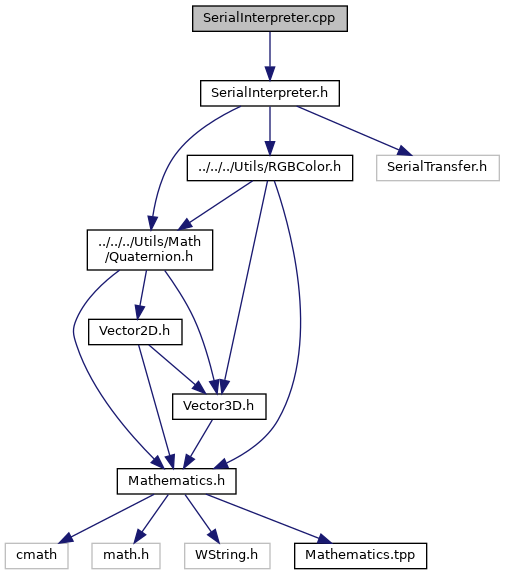 SerialInterpreter.cpp
SerialInterpreter.h
../../../Utils/RGBColor.h
SerialTransfer.h
../../../Utils/Math
/Quaternion.h
Vector2D.h
Vector3D.h
Mathematics.h
cmath
math.h
WString.h
Mathematics.tpp